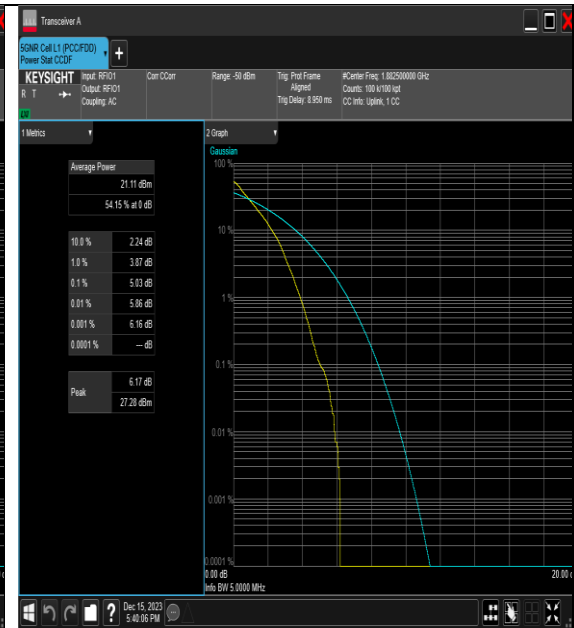 Transceiver A
5GNR Cell L1 (PCC/FDD)
Power Stat CCDF
+
KEYSIGHT
R T
Input: RFIO1
Output: RFIO1
Coupling: AC
Corr CCorr
Range: -50 dBm
Trig: Prot Frame
Aligned
Trig Delay: 8.950 ms
#Center Freq: 1.882500000 GHz
Counts: 100 k/100 kpt
CC Info: Uplink, 1 CC
1 Metrics
Average Power
21.11 dBm
54.15 % at 0 dB
10.0 % 2.24 dB
1.0 % 3.87 dB
0.1 % 5.03 dB
0.01 % 5.86 dB
0.001 % 6.16 dB
0.0001 % --- dB
Peak
6.17 dB
27.28 dBm
2 Graph
Gaussian
100 %
10 %
1 %
0.1 %
0.01 %
0.001 %
0.0001 %
0.00 dB
20.00
Info BW 5.0000 MHz
?
Dec 15, 2023
5:40:06 PM